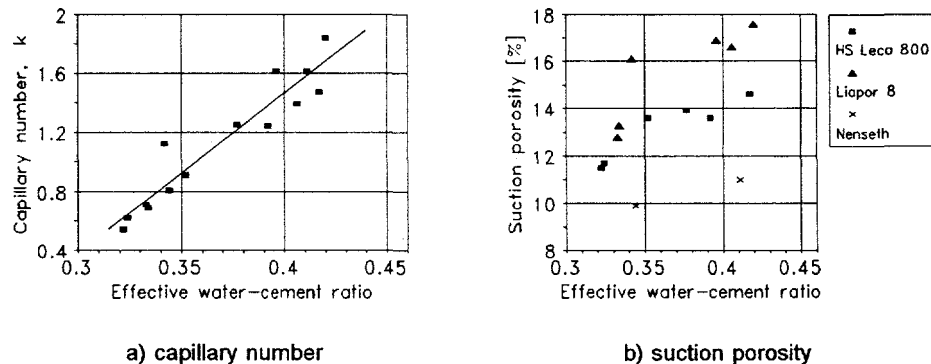 Capillary number, k
2
1.6
1.2
0.8
0.4
0.3 0.35 0.4 0.45
Effective water-cement ratio
a) capillary number
Suction porosity [%]
18
16
14
12
10
8
0.3 0.35 0.4 0.45
Effective water-cement ratio
HS Leca 800
Liapor 8
Nenseth
b) suction porosity